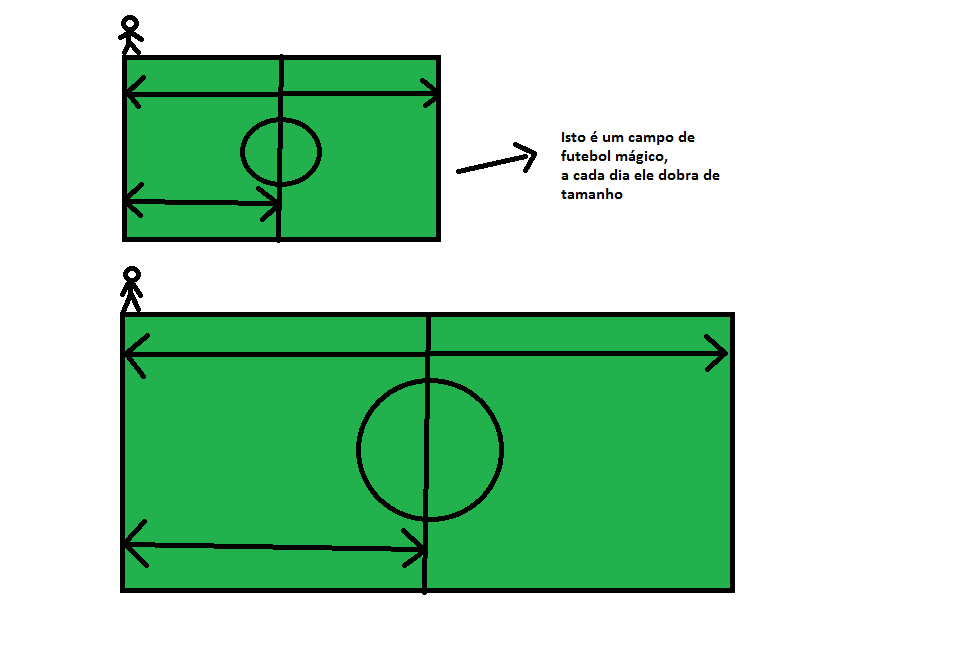 Isto é um campo de
futebol mágico,
a cada dia ele dobra de
tamanho